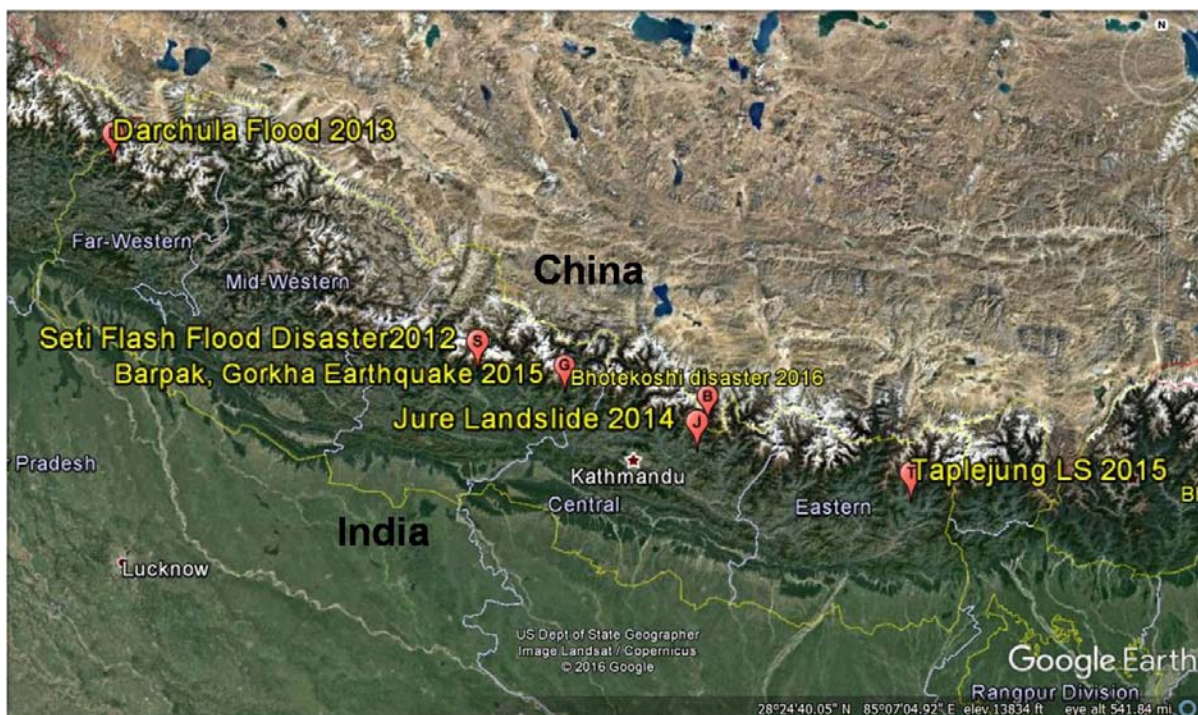 N
Darchula Flood 2013
Far-Western
Mid-Western
China
Seti Flash Flood Disaster2012
S
Barpak, Gorkha Earthquake 2015
G
Bhotekoshi disaster 2016
B
Jure Landslide 2014
J
Kathmandu
Taplejung LS 2015
r Pradesh
Central
Eastern
B
India
Lucknow
US Dept of State Geographer
Image Landsat / Copernicus
© 2016 Google
Google Earth
Rangpur Division
28°24'40.05" N 85°07'04.92" E elev 13834 ft eye alt 541.84 mi